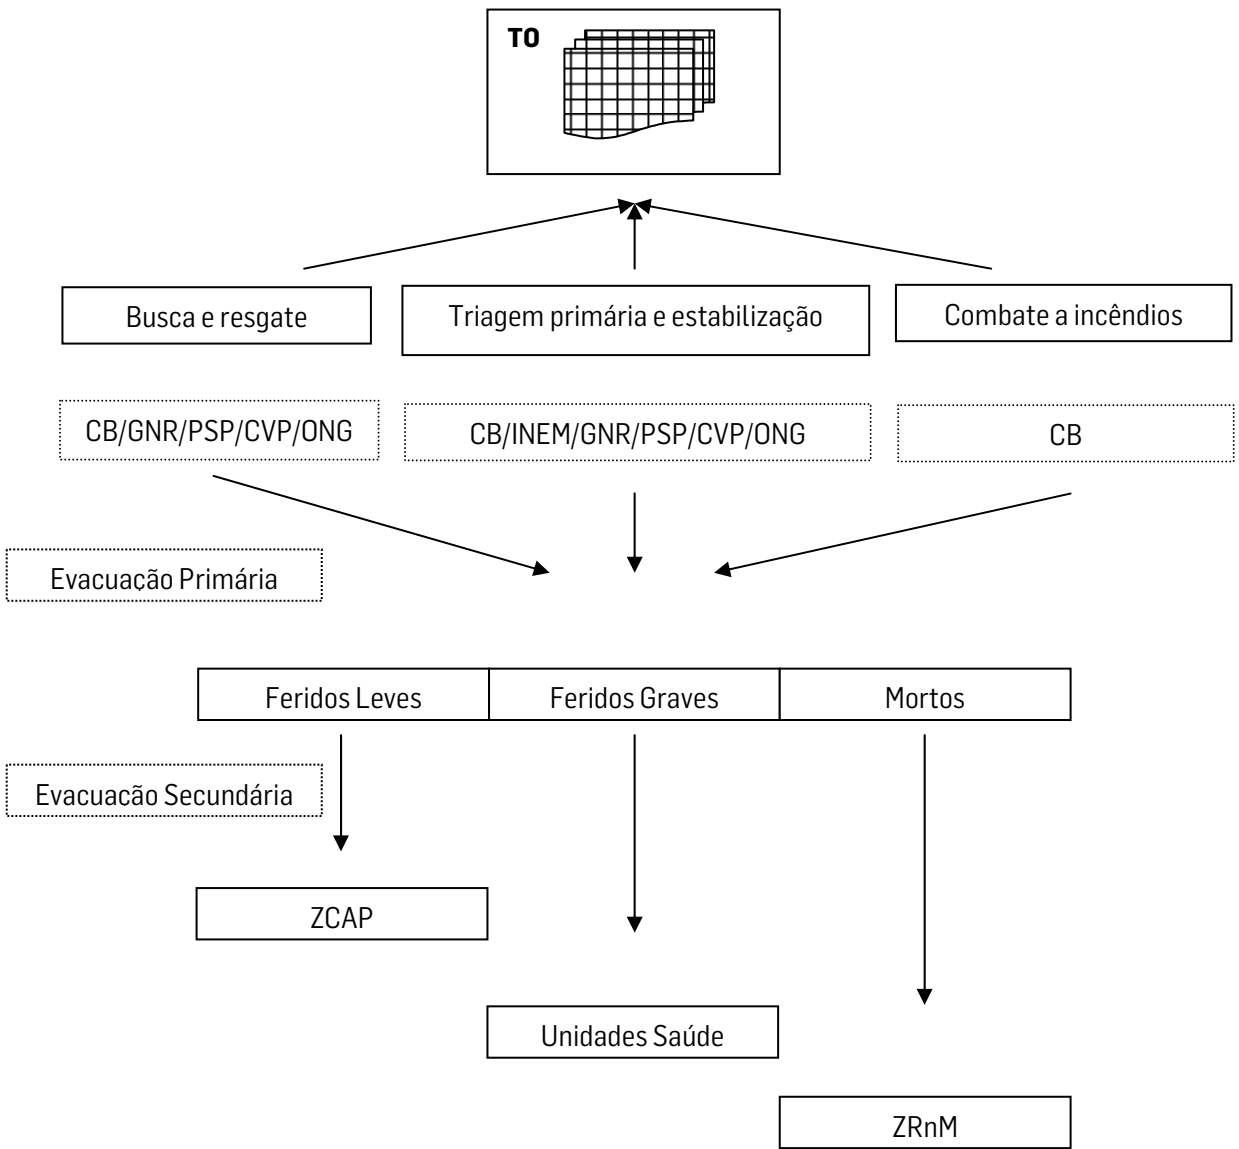 TO
Busca e resgate
Triagem primária e estabilização
Combate a incêndios
CB/GNR/PSP/CVP/ONG
CB/INEM/GNR/PSP/CVP/ONG
CB
Evacuação Primária
Feridos Leves
Feridos Graves
Mortos
Evacuacão Secundária
ZCAP
Unidades Saúde
ZRnM